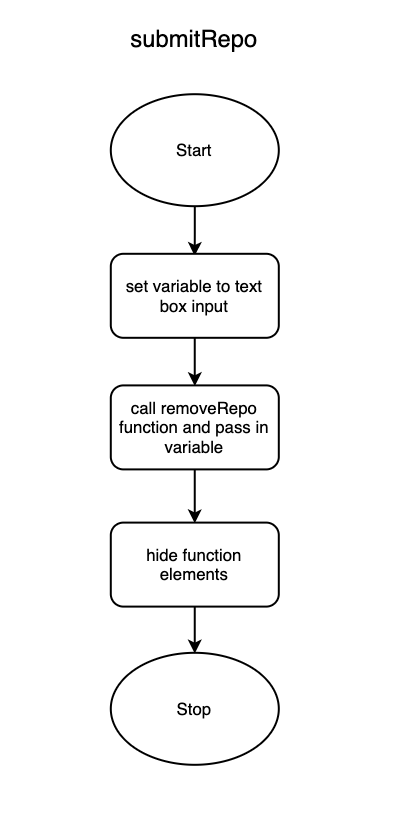 submitRepo
Start
set variable to text
box input
call removeRepo
function and pass in
variable
hide function
elements
Stop